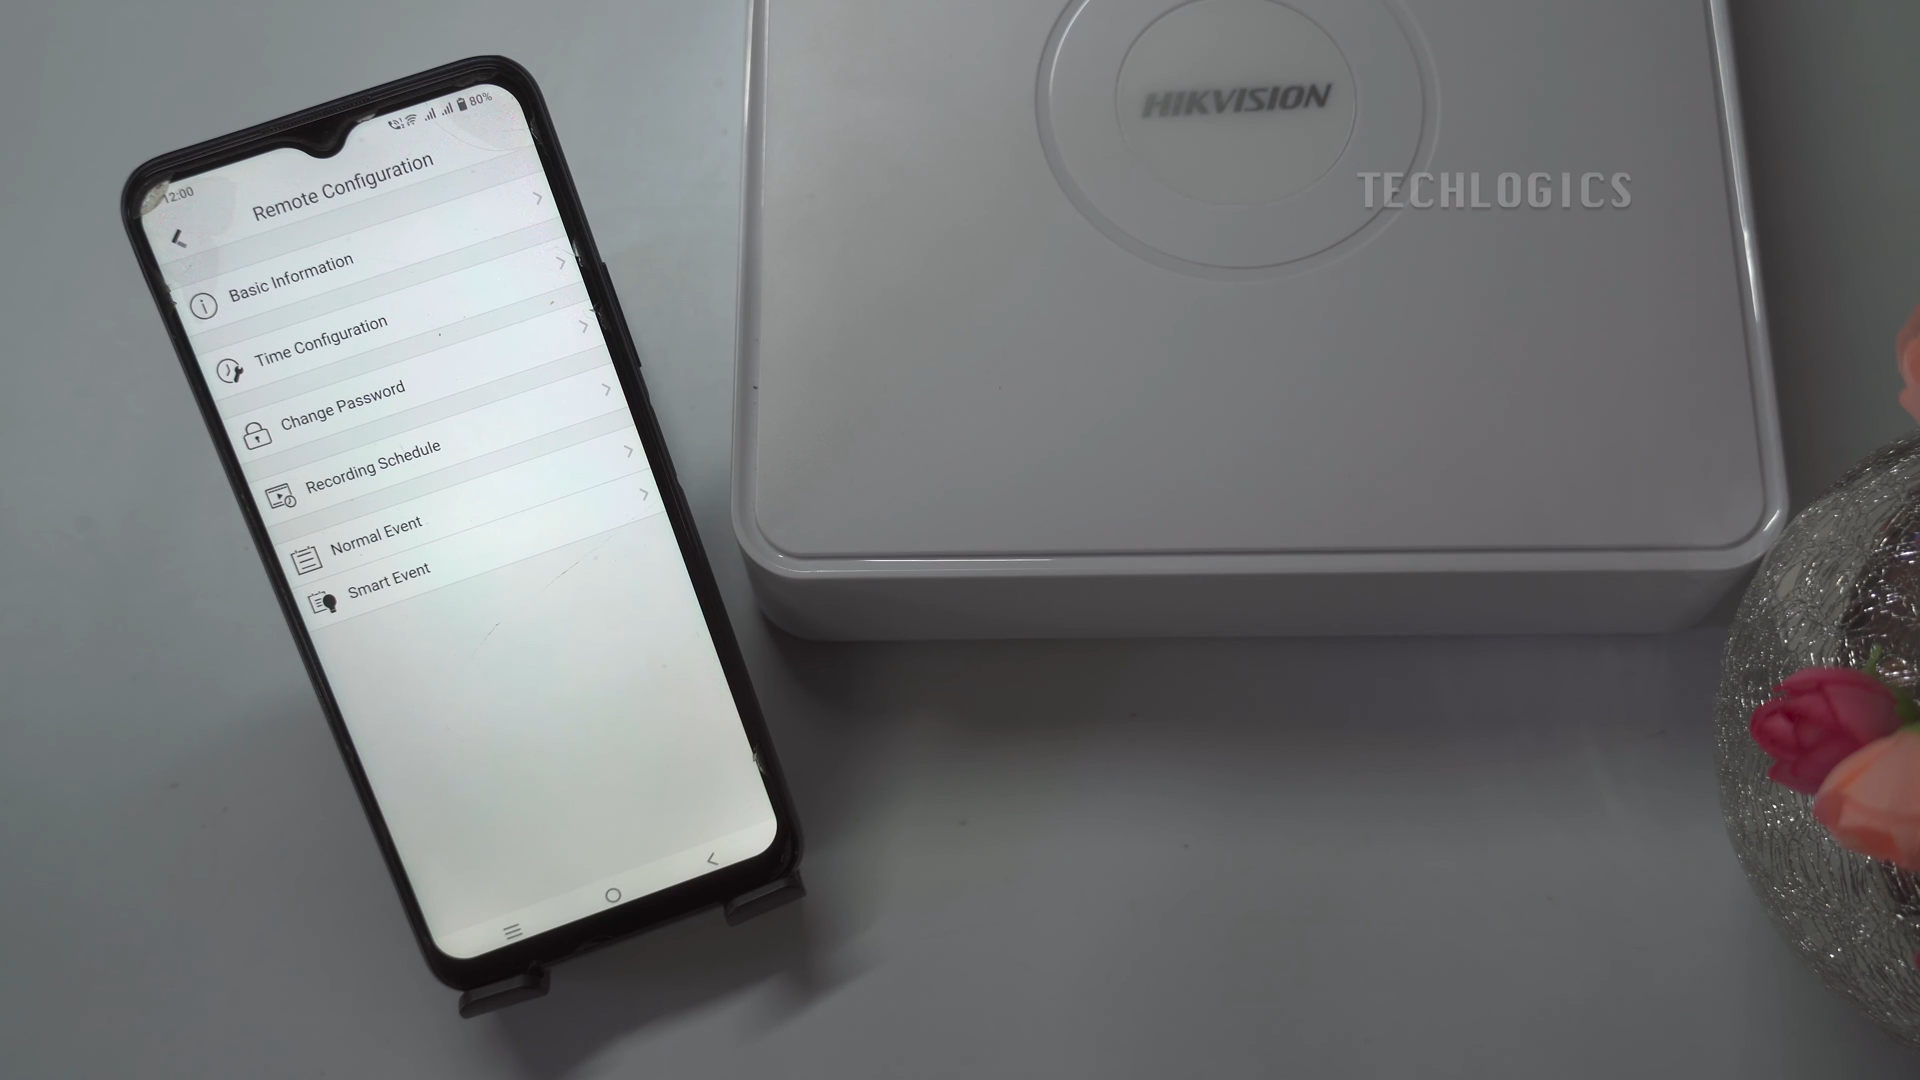 12:00
80%
Remote Configuration
Basic Information
Time Configuration
Change Password
Recording Schedule
Normal Event
Smart Event
HIKVISION
TECHLOGICS